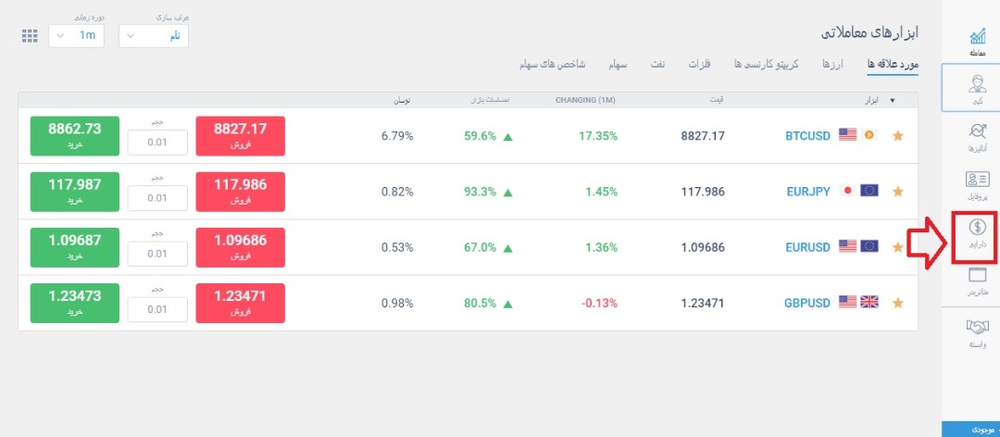 مرتب سازی
دوره زمانی
تام
1m
ابزارهای معاملاتی
مورد علاقه ها
ارزها
کریپتو کارنسی ها
فلزات
نفت
سهام
شاخص های سهام
ابزار
قیمت
CHANGING (1M)
احساسات بازار
نوسان
BTCUSD
8827.17
17.35%
59.6%
6.79%
8827.17
فروش
حجم
0.01
8862.73
خرید
EURJPY
117.986
1.45%
93.3%
0.82%
117.986
فروش
حجم
0.01
117.987
خرید
EURUSD
1.09686
1.36%
67.0%
0.53%
1.09686
فروش
حجم
0.01
1.09687
خرید
GBPUSD
1.23471
-0.13%
80.5%
0.98%
1.23471
فروش
حجم
0.01
1.23473
خرید
معامله
کپی
آنالیزها
پروفایل
دارایی
متاتریدر
واسطه
موجودی